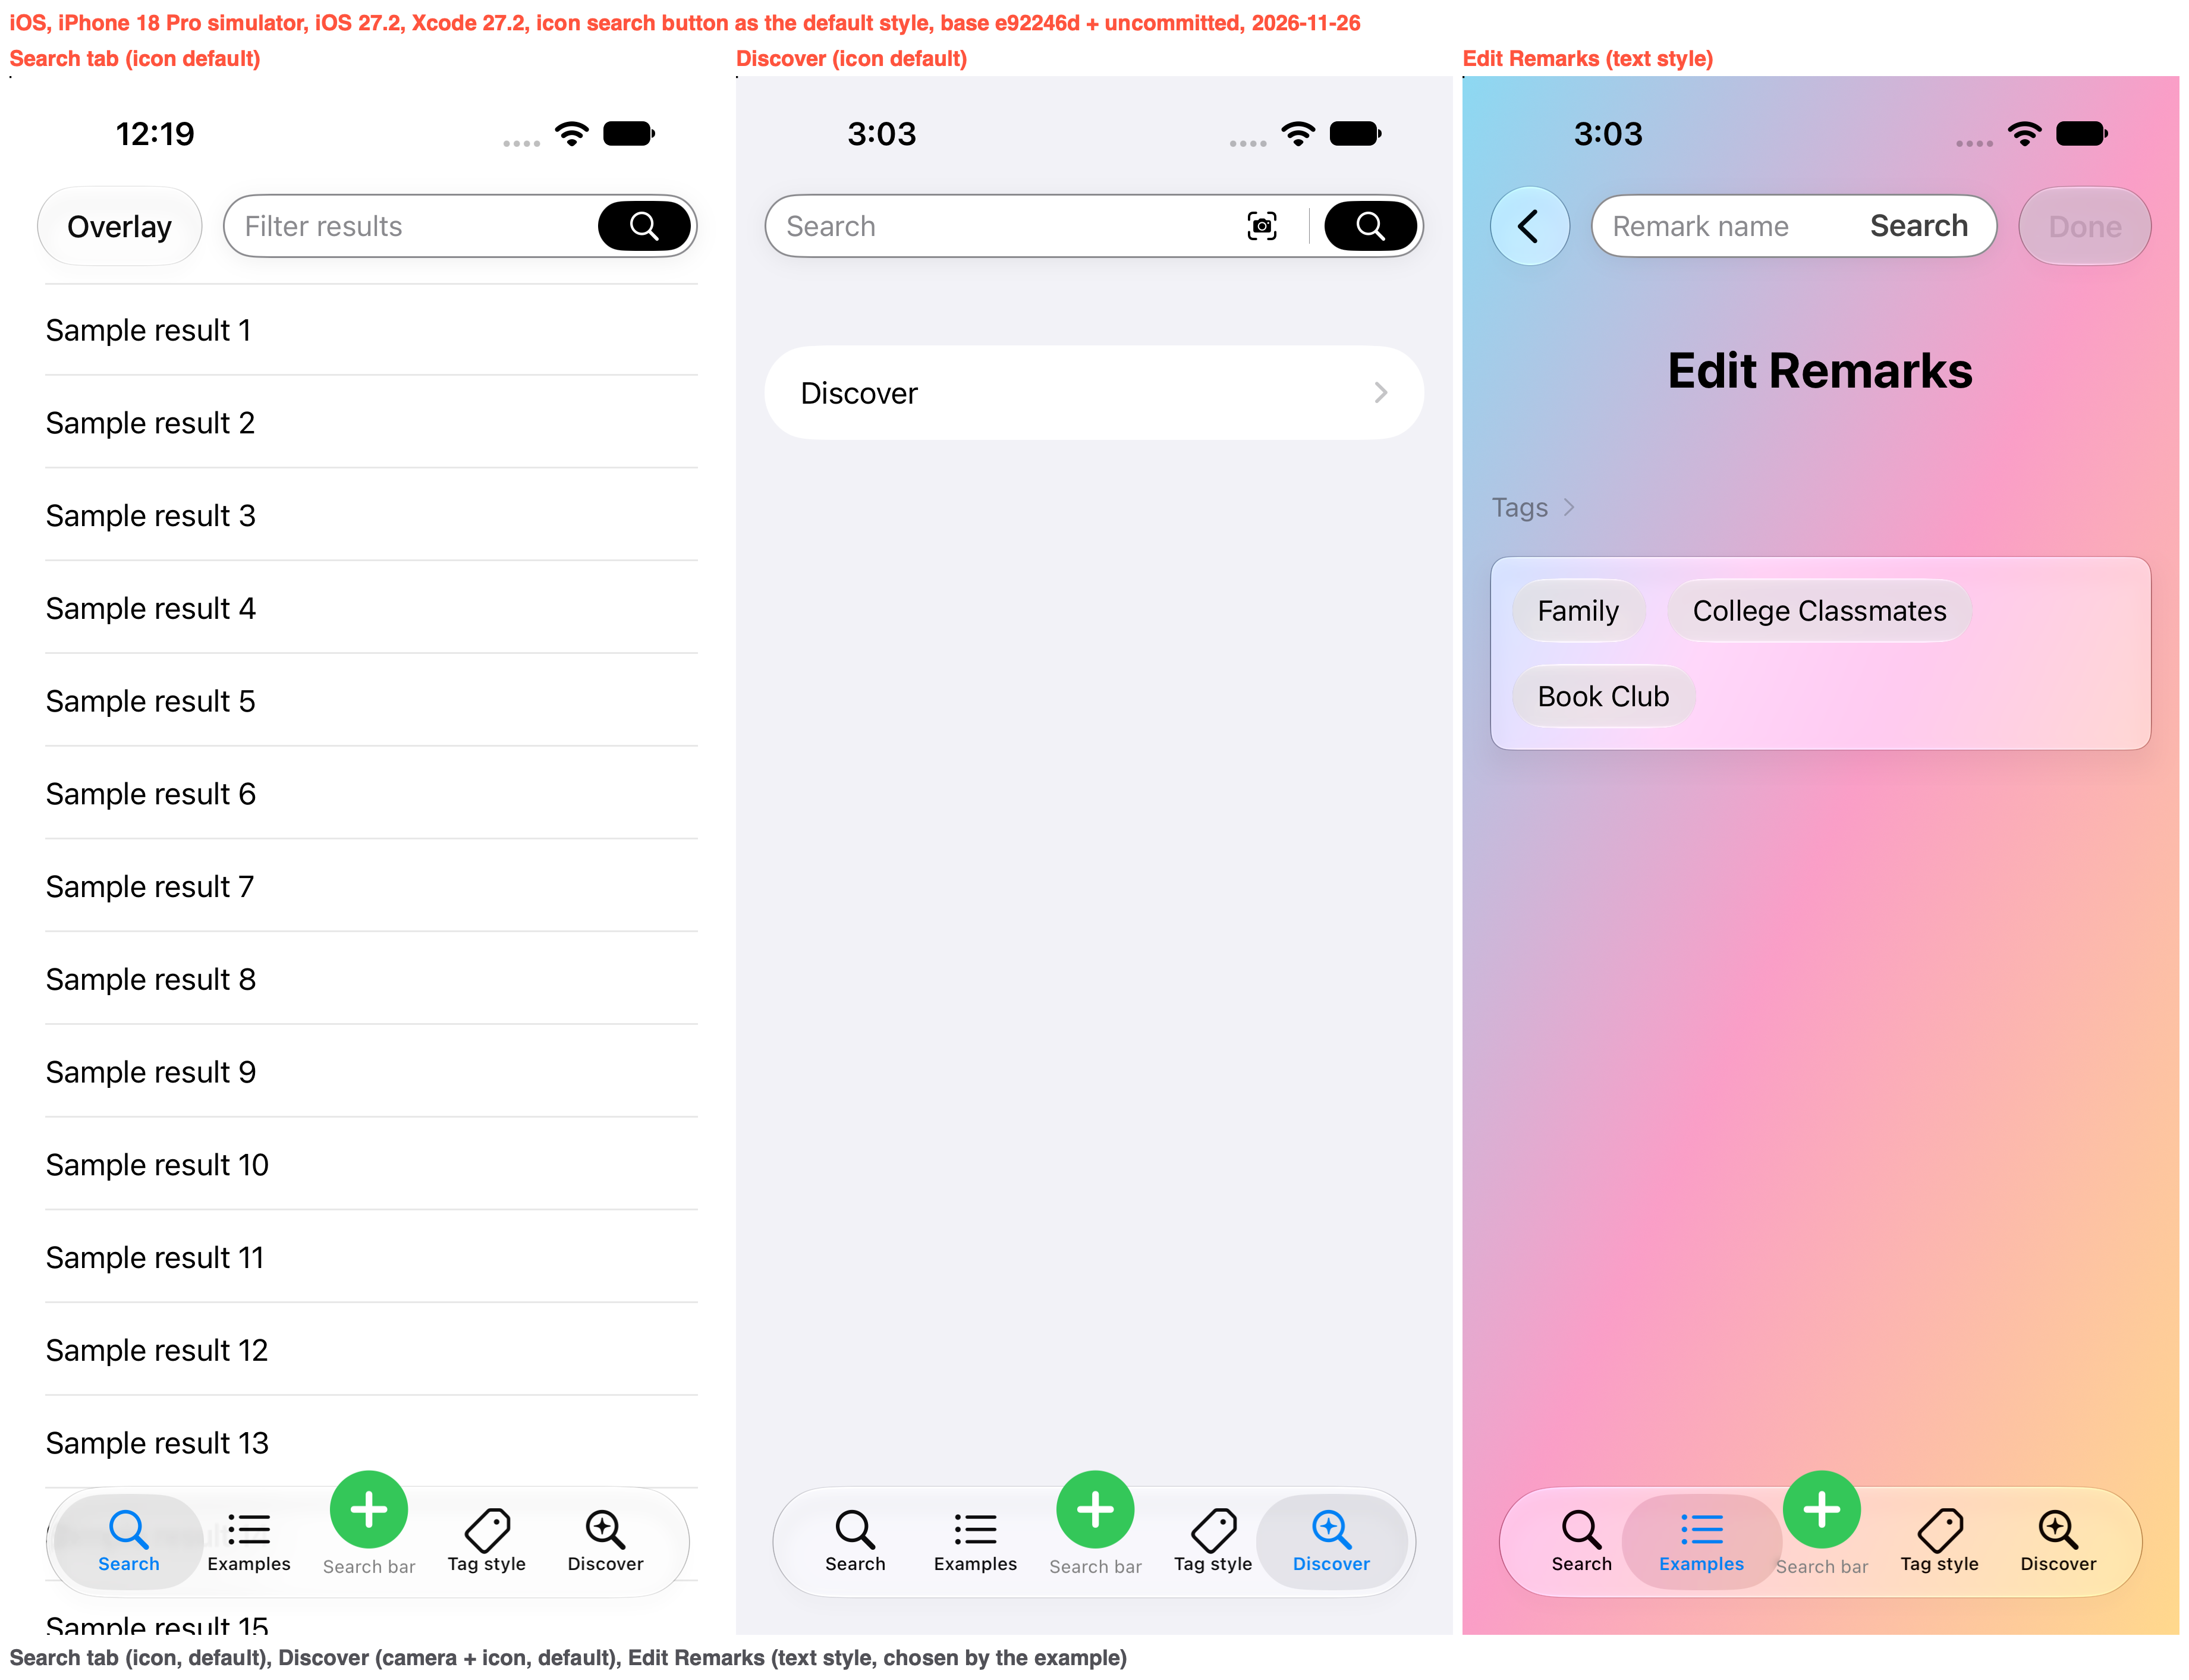 iOS, iPhone 18 Pro simulator, iOS 27.2, Xcode 27.2, icon search button as the default style, base e92246d + uncommitted, 2026-11-26
Search tab (icon default)
12:19
Overlay
Filter results
Sample result 1
Sample result 2
Sample result 3
Sample result 4
Sample result 5
Sample result 6
Sample result 7
Sample result 8
Sample result 9
Sample result 10
Sample result 11
Sample result 12
Sample result 13
Search
Examples
Search bar
Tag style
Discover
Sample result 15
Discover (icon default)
3:03
Search
Discover
Search
Examples
Search bar
Tag style
Discover
Edit Remarks (text style)
3:03
Remark name
Search
Done
Edit Remarks
Tags
Family
College Classmates
Book Club
Search
Examples
Search bar
Tag style
Discover
Search tab (icon, default), Discover (camera + icon, default), Edit Remarks (text style, chosen by the example)